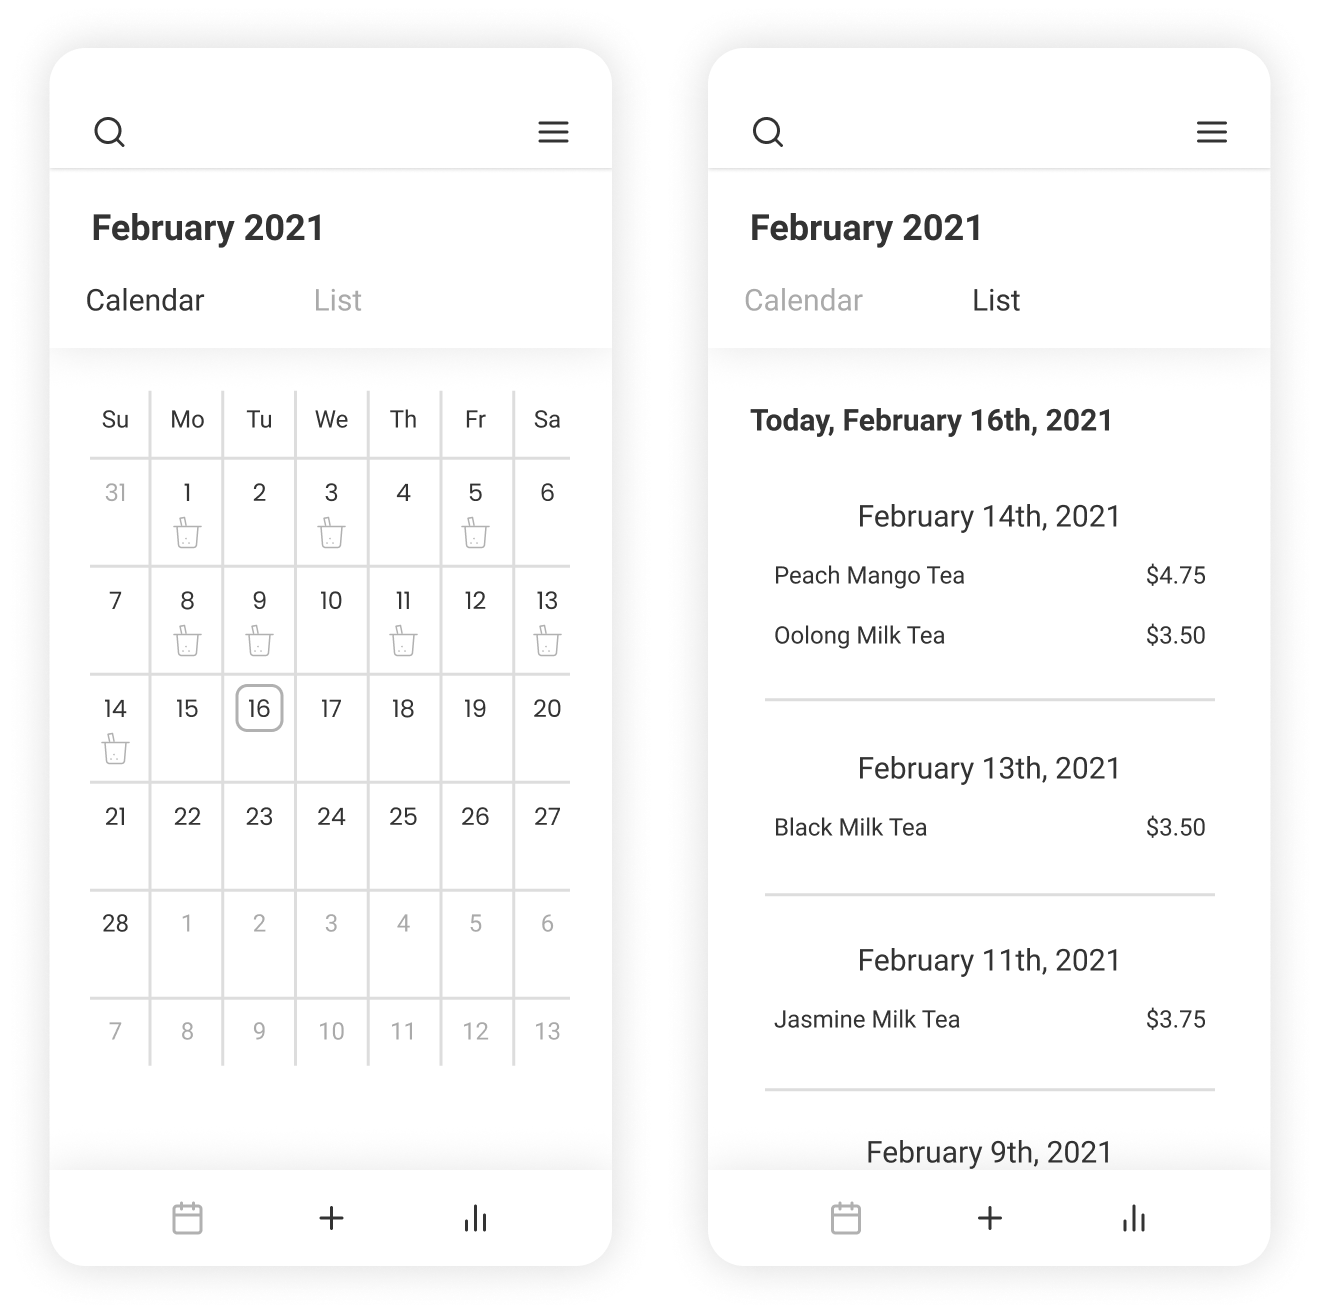 February 2021
Calendar List
Su Mo Tu We Th Fr Sa
31 1 2 3 4 5 6
7 8 9 10 11 12 13
14 15 16 17 18 19 20
21 22 23 24 25 26 27
28 1 2 3 4 5 6
7 8 9 10 11 12 13
February 2021
Calendar List
Today, February 16th, 2021
February 14th, 2021
Peach Mango Tea $4.75
Oolong Milk Tea $3.50
February 13th, 2021
Black Milk Tea $3.50
February 11th, 2021
Jasmine Milk Tea $3.75
February 9th, 2021